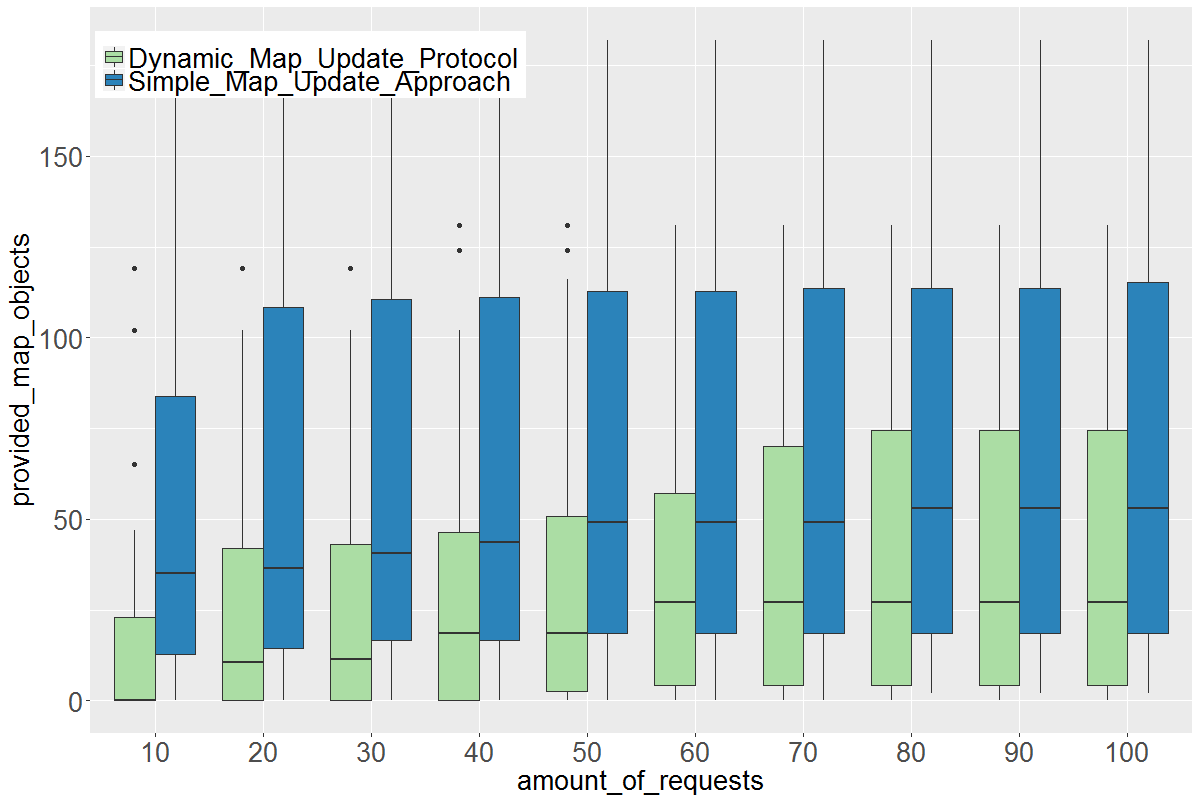 Dynamic_Map_Update_Protocol
Simple_Map_Update_Approach
provided_map_objects
150
100
50
0
10 20 30 40 50 60 70 80 90 100
amount_of_requests